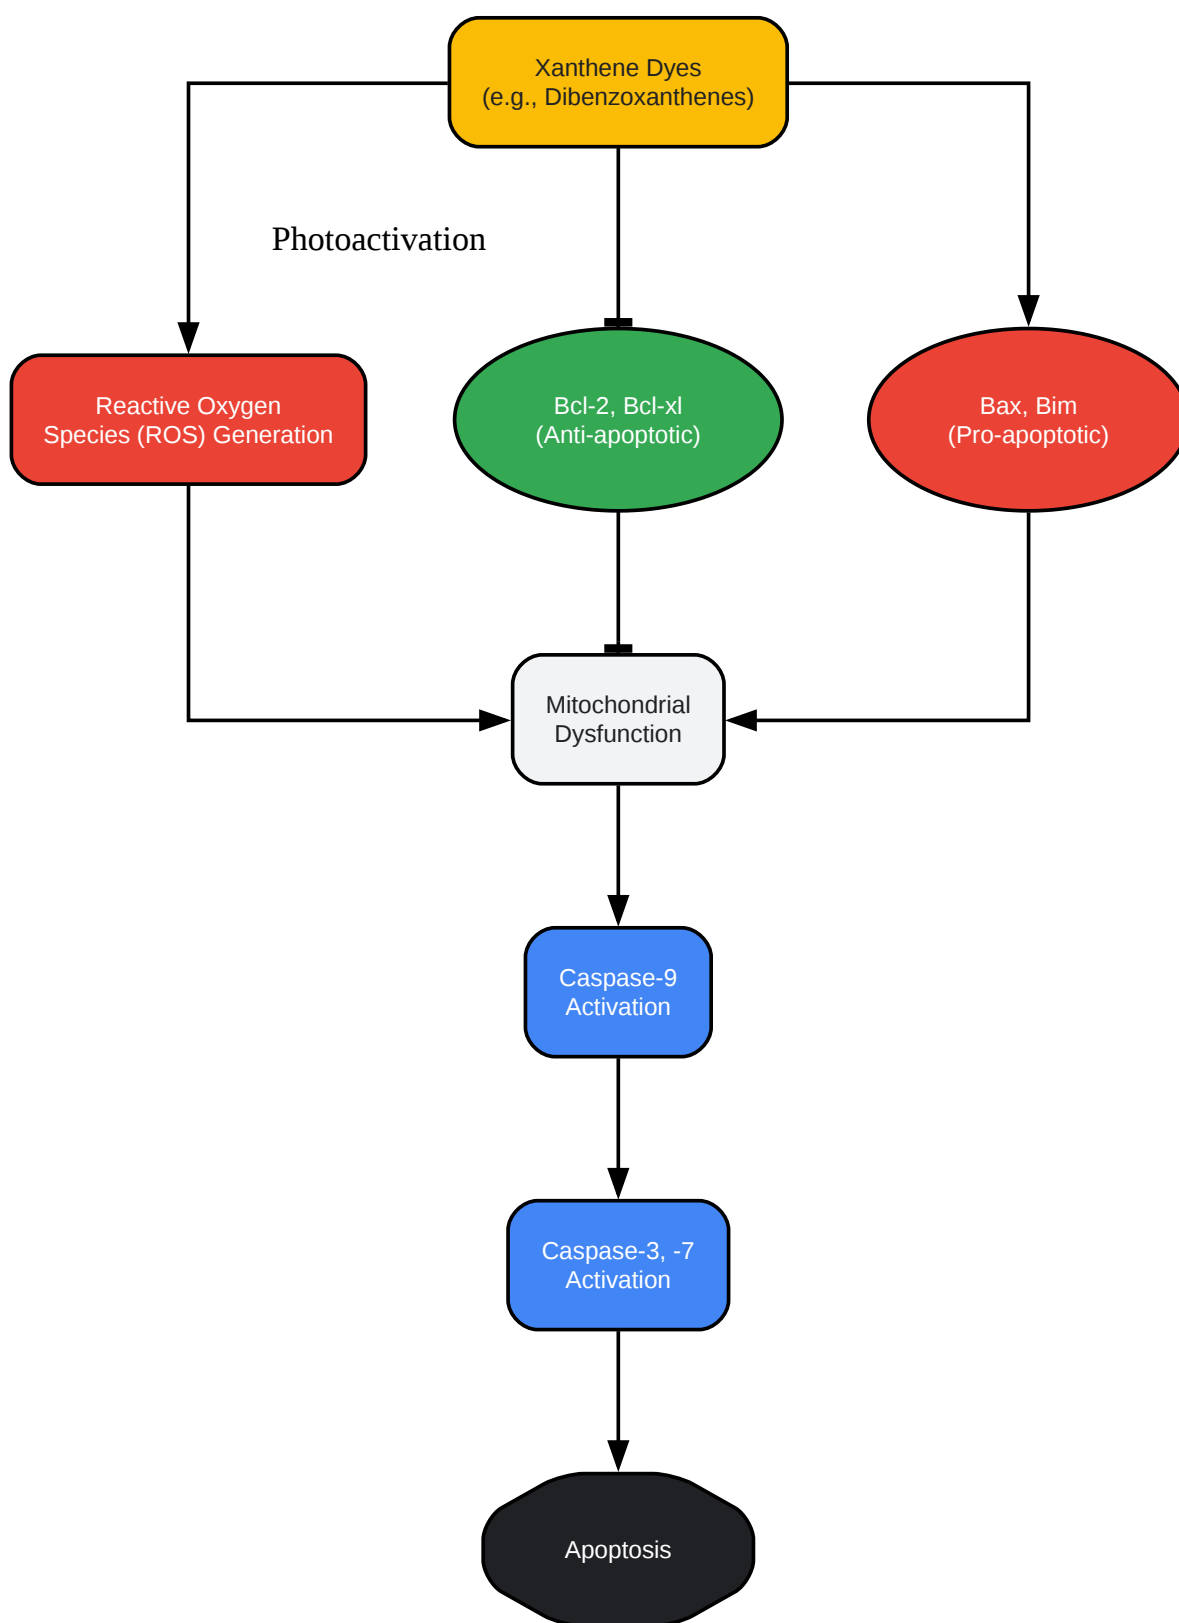 Xanthene Dyes
(e.g., Dibenzoxanthenes)
Photoactivation
Reactive Oxygen
Species (ROS) Generation
Bcl-2, Bcl-xl
(Anti-apoptotic)
Bax, Bim
(Pro-apoptotic)
Mitochondrial
Dysfunction
Caspase-9
Activation
Caspase-3, -7
Activation
Apoptosis